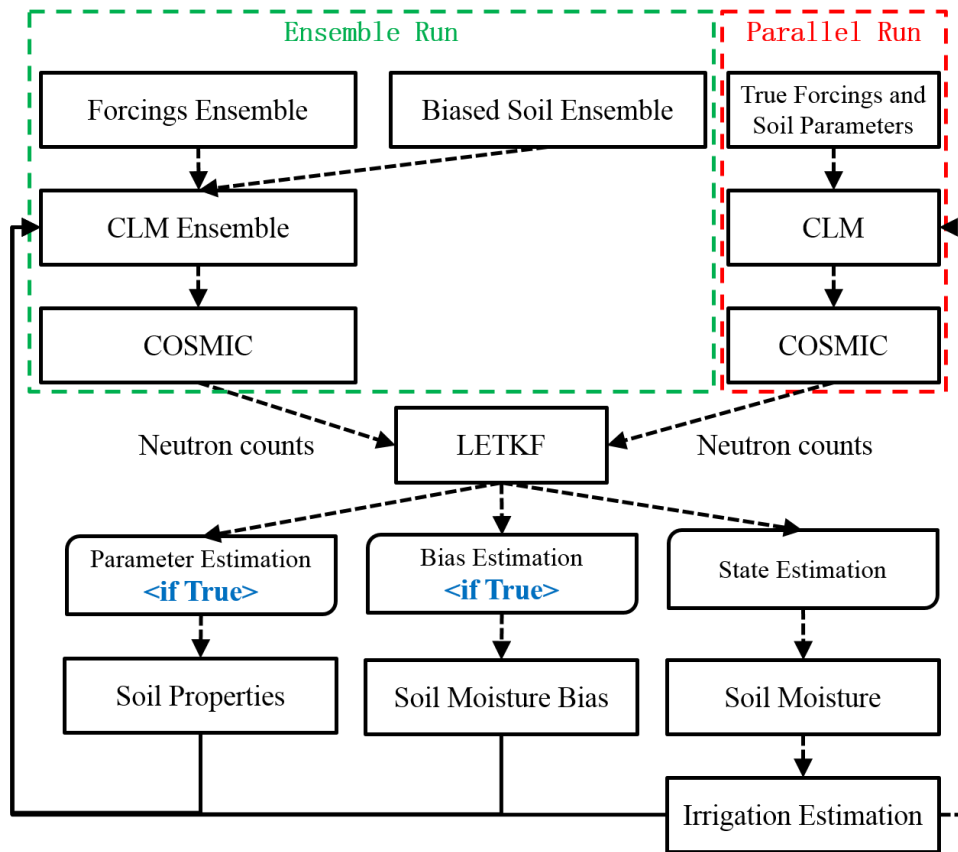 Ensemble Run
Parallel Run
Forcings Ensemble
Biased Soil Ensemble
True Forcings and
Soil Parameters
CLM Ensemble
CLM
COSMIC
COSMIC
Neutron counts
LETKF
Neutron counts
Parameter Estimation
<if True>
Bias Estimation
<if True>
State Estimation
Soil Properties
Soil Moisture Bias
Soil Moisture
Irrigation Estimation